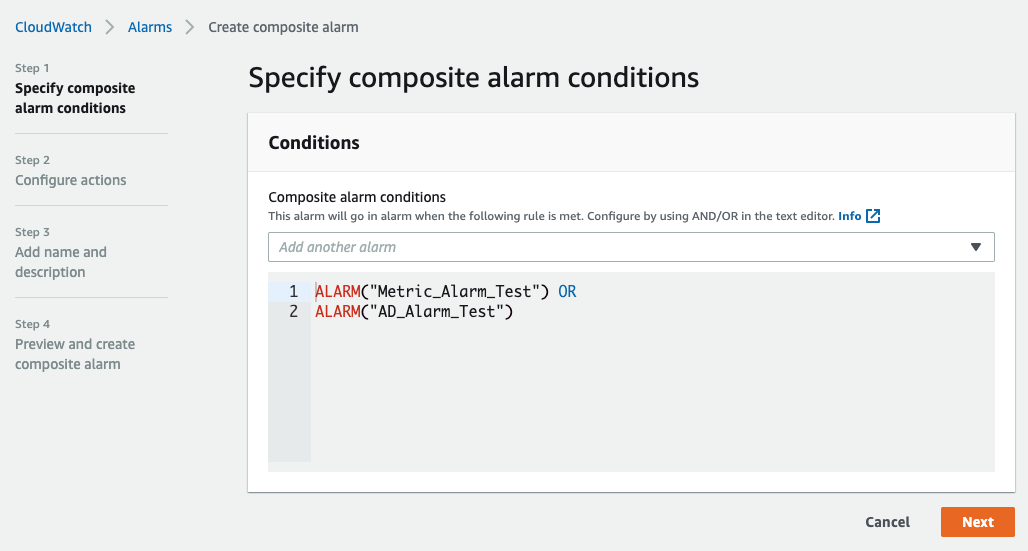 CloudWatch > Alarms > Create composite alarm
Step 1
Specify composite
alarm conditions
Step 2
Configure actions
Step 3
Add name and
description
Step 4
Preview and create
composite alarm
Specify composite alarm conditions
Conditions
Composite alarm conditions
This alarm will go in alarm when the following rule is met. Configure by using AND/OR in the text editor. Info
Add another alarm
1 ALARM("Metric_Alarm_Test") OR
2 ALARM("AD_Alarm_Test")
Cancel Next